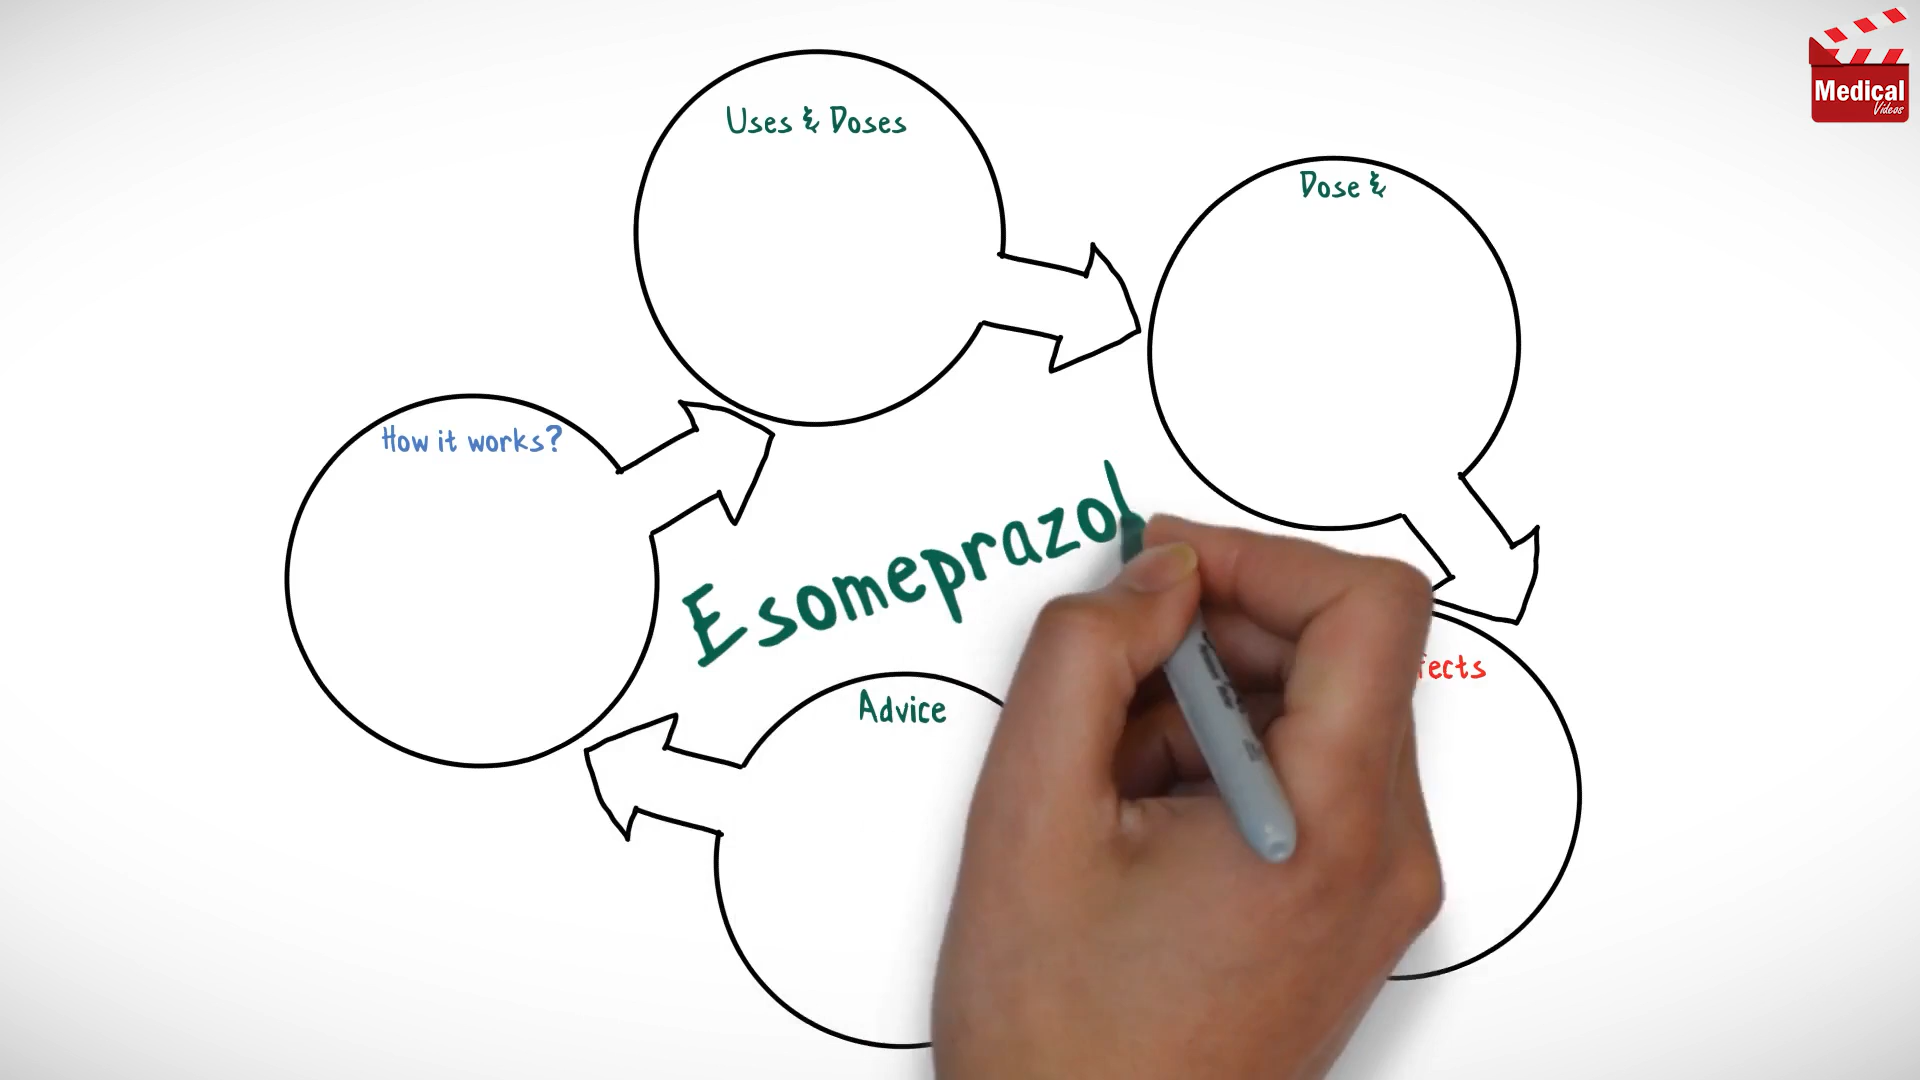 Medical
Videos
Uses & Doses
Dose &
How it works?
Esomeprazol
fects
Advice